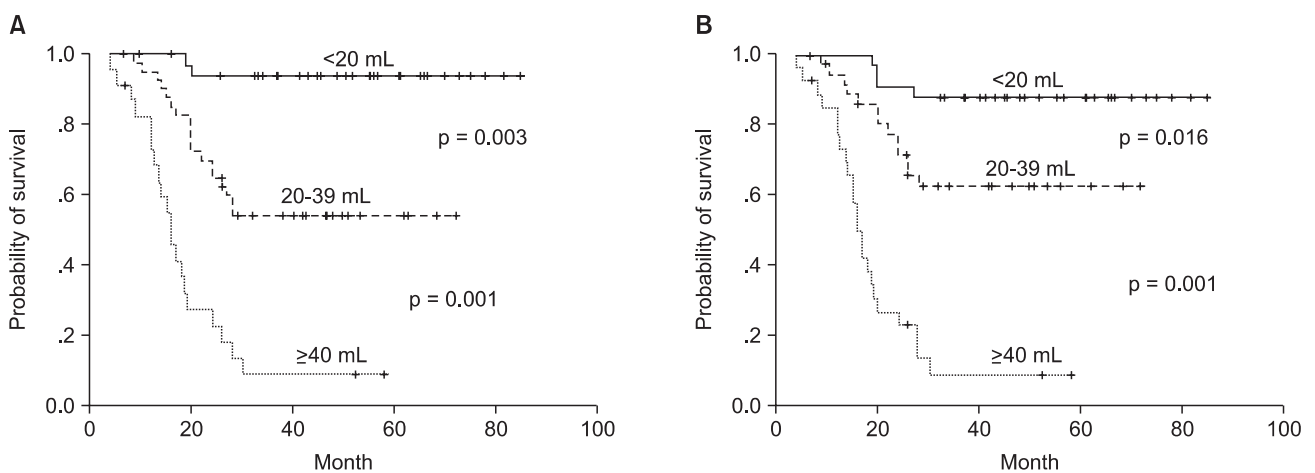 A
Probability of survival
1.0
.8
.6
.4
.2
0.0
<20 mL
p = 0.003
20-39 mL
p = 0.001
≥40 mL
0 20 40 60 80 100
Month
B
Probability of survival
1.0
.8
.6
.4
.2
0.0
<20 mL
p = 0.016
20-39 mL
p = 0.001
≥40 mL
0 20 40 60 80 100
Month